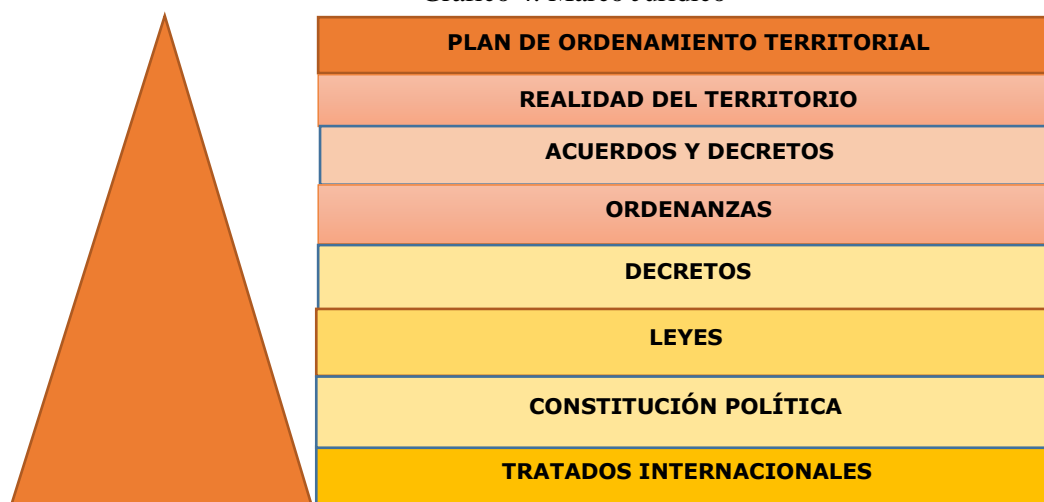 PLAN DE ORDENAMIENTO TERRITORIAL
REALIDAD DEL TERRITORIO
ACUERDOS Y DECRETOS
ORDENANZAS
DECRETOS
LEYES
CONSTITUCIÓN POLÍTICA
TRATADOS INTERNACIONALES